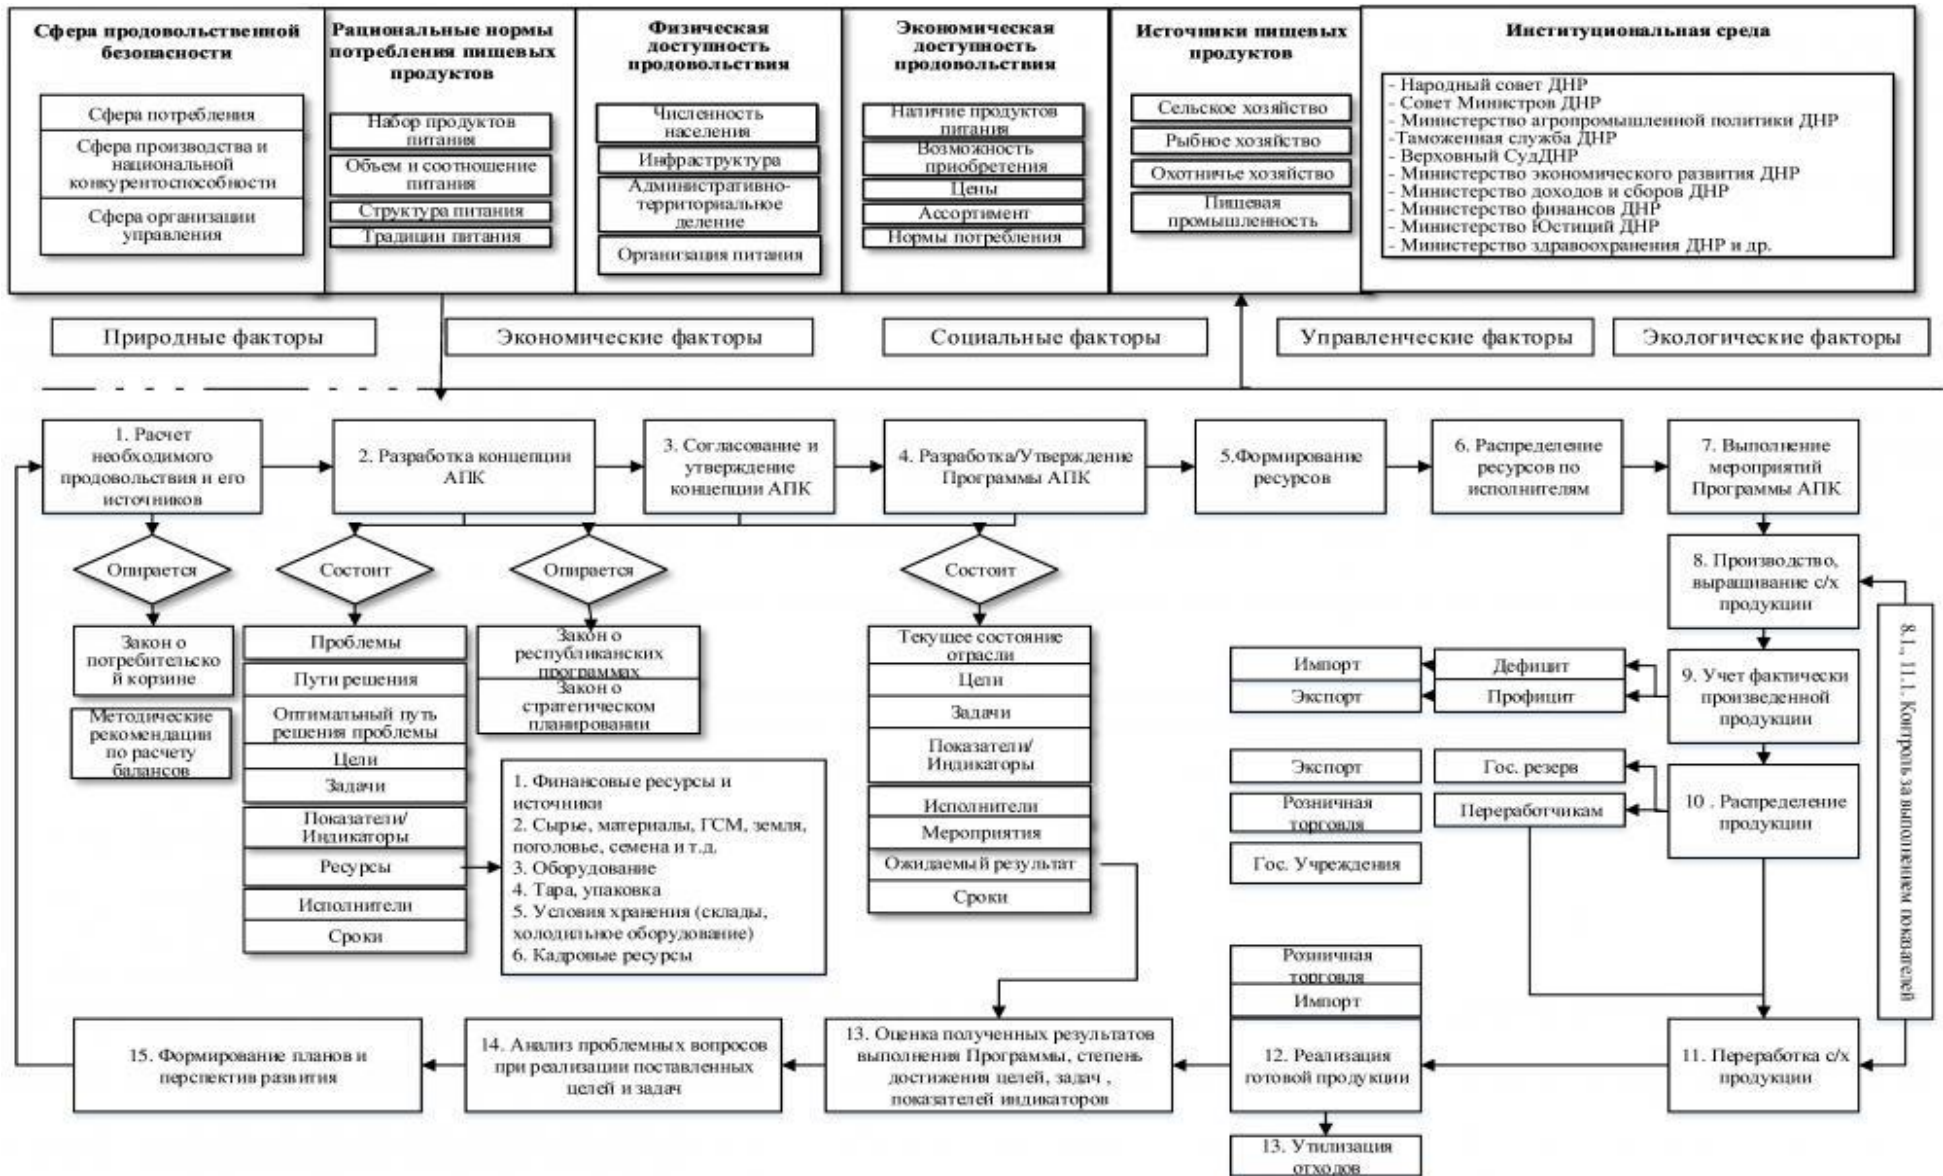 Сфера продовольственной
безопасности
Сфера потребления
Сфера производства и
национальной
конкурентоспособности
Сфера организации
управления
Рациональные нормы
потребления пищевых
продуктов
Набор продуктов
питания
Объем и соотношение
питания
Структура питания
Традиции питания
Физическая
доступность
продовольствия
Численность
населения
Инфраструктура
Административно-
территориальное
деление
Организация питания
Экономическая
доступность
продовольствия
Наличие продуктов
питания
Возможность
приобретения
Цены
Ассортимент
Нормы потребления
Источники пищевых
продуктов
Сельское хозяйство
Рыбное хозяйство
Охотничье хозяйство
Пищевая
промышленность
Институциональная среда
- Народный совет ДНР
- Совет Министров ДНР
- Министерство агропромышленной политики ДНР
-Таможенная служба ДНР
- Верховный СудДНР
- Министерство экономического развития ДНР
- Министерство доходов и сборов ДНР
- Министерство финансов ДНР
- Министерство Юстиций ДНР
- Министерство здравоохранения ДНР и др.
Природные факторы
Экономические факторы
Социальные факторы
Управленческие факторы
Экологические факторы
1. Расчет
необходимого
продовольствия и его
источников
2. Разработка концепции
АПК
3. Согласование и
утверждение
концепции АПК
4. Разработка/Утверждение
Программы АПК
5.Формирование
ресурсов
6. Распределение
ресурсов по
исполнителям
7. Выполнение
мероприятий
Программы АПК
Опирается
Состоит
Опирается
Состоит
8. Производство,
выращивание с/х
продукции
Закон о
потребительско
й корзине
Методические
рекомендации
по расчету
балансов
Проблемы
Пути решения
Оптимальный путь
решения проблемы
Цели
Задачи
Показатели/
Индикаторы
Ресурсы
Исполнители
Сроки
Закон о
республиканских
программах
Закон о
стратегическом
планировании
1. Финансовые ресурсы и
источники
2. Сырье, материалы, ГСМ, земля,
поголовье, семена и т.д.
3. Оборудование
4. Тара, упаковка
5. Условия хранения (склады,
холодильное оборудование)
6. Кадровые ресурсы
Текущее состояние
отрасли
Цели
Задачи
Показатели/
Индикаторы
Исполнители
Мероприятия
Ожидаемый результат
Сроки
Импорт
Экспорт
Дефицит
Профицит
9. Учет фактически
произведенной
продукции
Экспорт
Розничная
торговля
Гос. Учреждения
Гос. резерв
Переработчикам
10 . Распределение
продукции
8.1., 11.1. Контроль за выполнением показателей
Розничная
торговля
Импорт
15. Формирование планов и
перспектив развития
14. Анализ проблемных вопросов
при реализации поставленных
целей и задач
13. Оценка полученных результатов
выполнения Программы, степень
достижения целей, задач ,
показателей индикаторов
12. Реализация
готовой продукции
11. Переработка с/х
продукции
13. Утилизация
отходов